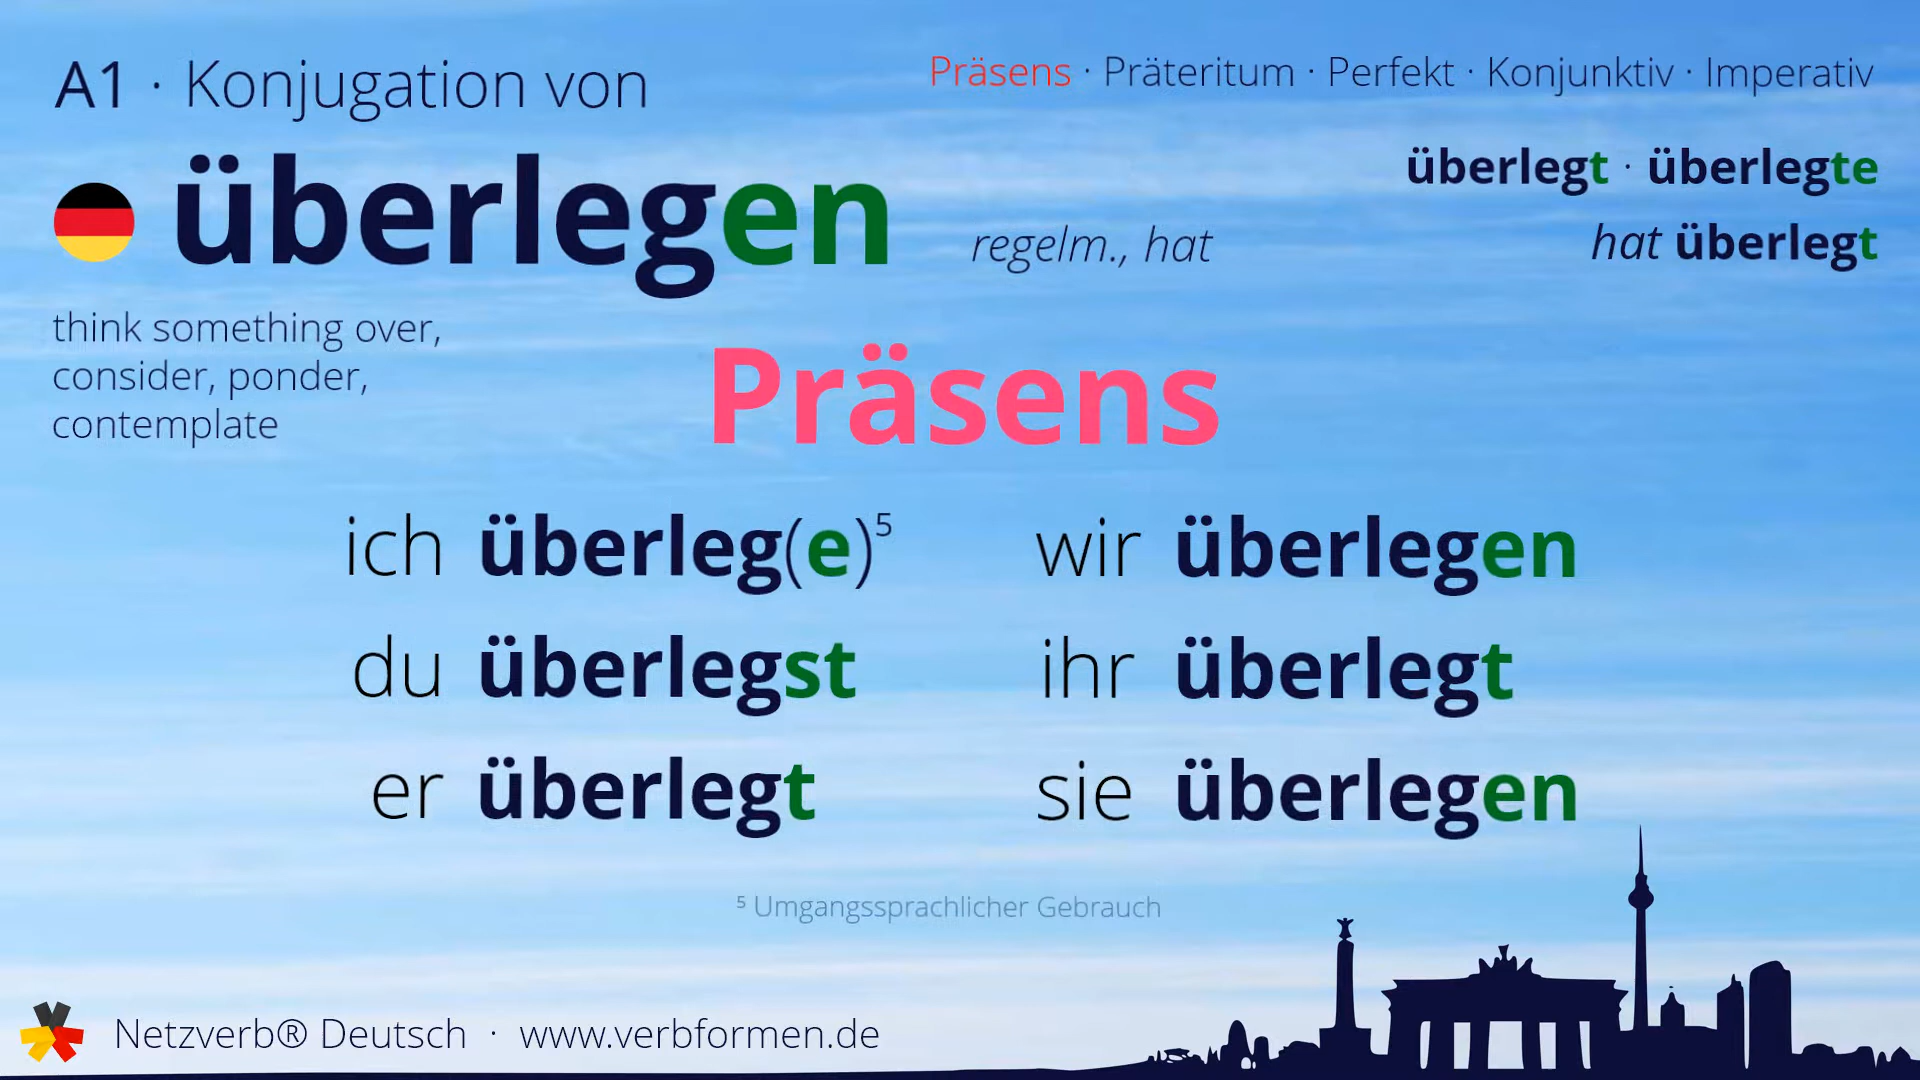 A1 · Konjugation von
Präsens · Präteritum · Perfekt · Konjunktiv · Imperativ
überlegen
regelm., hat
überlegt · überlegte
hat überlegt
think something over,
consider, ponder,
contemplate
Präsens
ich überleg(e)⁵
du überlegst
er überlegt
wir überlegen
ihr überlegt
sie überlegen
⁵ Umgangssprachlicher Gebrauch
Netzverb® Deutsch · www.verbformen.de